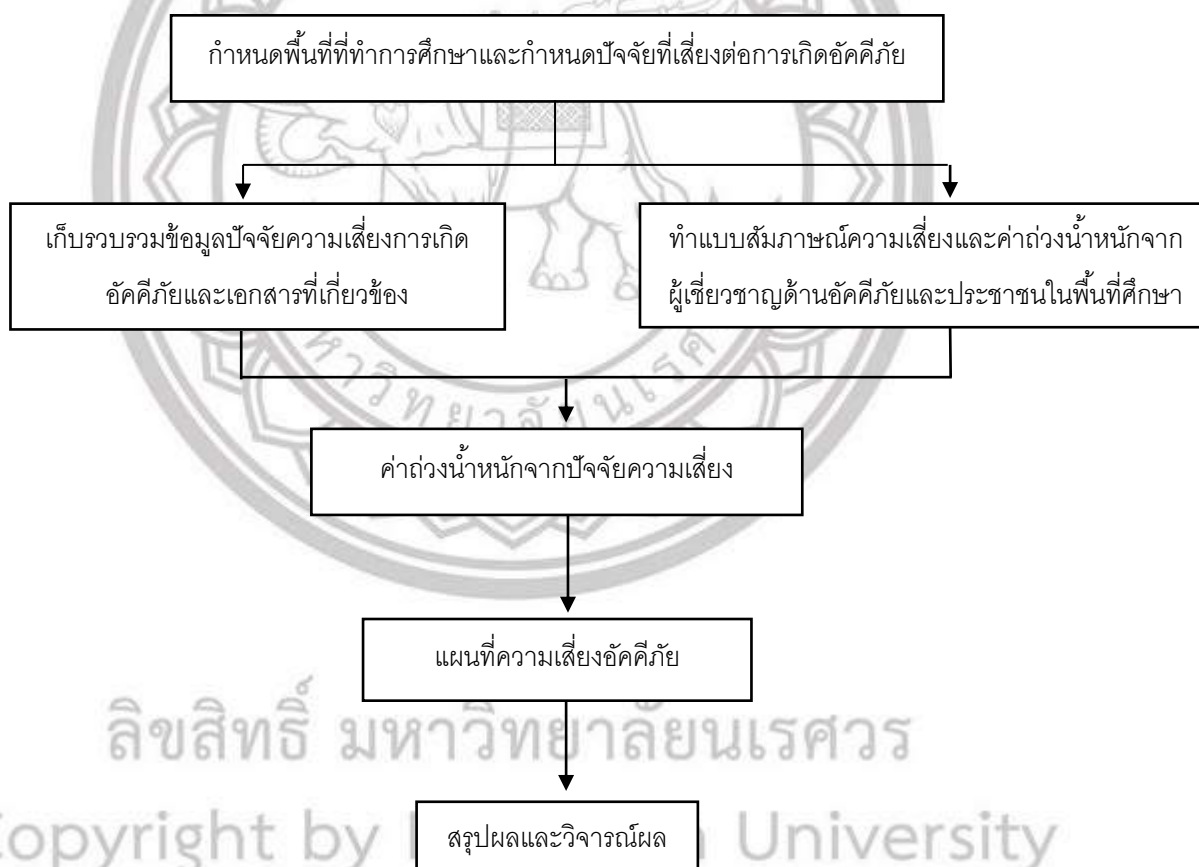 กำหนดพื้นที่ที่ทำการศึกษาและกำหนดปัจจัยที่เสี่ยงต่อการเกิดอัคคีภัย
เก็บรวบรวมข้อมูลปัจจัยความเสี่ยงการเกิด
อัคคีภัยและเอกสารที่เกี่ยวข้อง
ทำแบบสัมภาษณ์ความเสี่ยงและค่าถ่วงน้ำหนักจาก
ผู้เชี่ยวชาญด้านอัคคีภัยและประชาชนในพื้นที่ศึกษา
หาวิทยาลัยนเรศ
ค่าถ่วงน้ำหนักจากปัจจัยความเสี่ยง
แผนที่ความเสี่ยงอัคคีภัย
ลิขสิทธิ์ มหาวิทยาลัยนเรศวร
สรุปผลและวิจารณ์ผล
Copyright by University